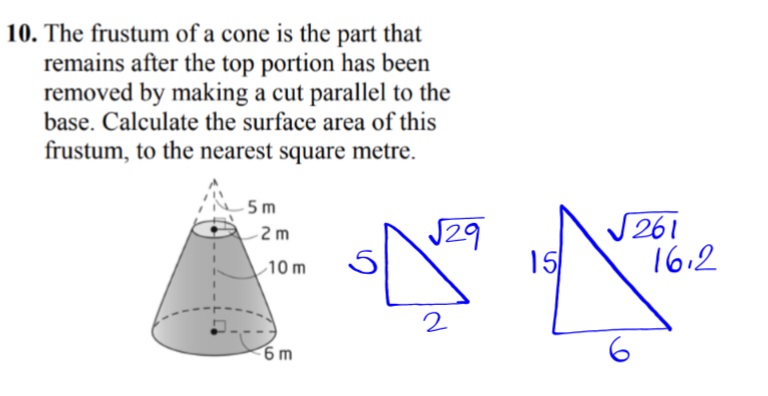 10. The frustum of a cone is the part that
remains after the top portion has been
removed by making a cut parallel to the
base. Calculate the surface area of this
frustum, to the nearest square metre.
5 m
2 m
10 m
6 m
5
√29
2
15
√261
16.2
6